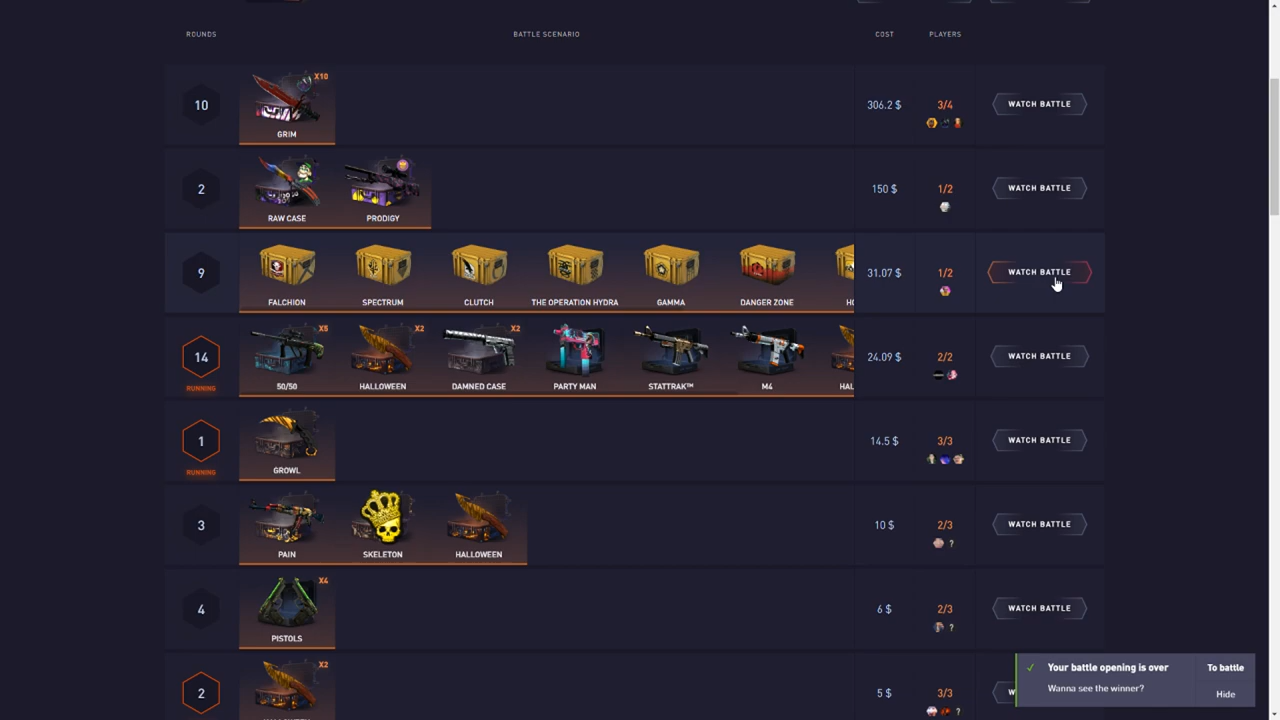 ROUNDS BATTLE SCENARIO COST PLAYERS
X10
10 306.2 $ 3/4 WATCH BATTLE
GRIM
2 150 $ 1/2 WATCH BATTLE
RAW CASE PRODIGY
9 31.07 $ 1/2 WATCH BATTLE
FALCHION SPECTRUM CLUTCH THE OPERATION HYDRA GAMMA DANGER ZONE HO
X5 X2 X2
14 24.09 $ 2/2 WATCH BATTLE
RUNNING 50/50 HALLOWEEN DAMNED CASE PARTY MAN STATTRAK™ M4 HAL
1 14.5 $ 3/3 WATCH BATTLE
RUNNING GROWL
3 10 $ 2/3 WATCH BATTLE
?
PAIN SKELETON HALLOWEEN
X4
4 6 $ 2/3 WATCH BATTLE
?
PISTOLS
X2
2 5 $ 3/3 W
?
Your battle opening is over To battle
Wanna see the winner? Hide